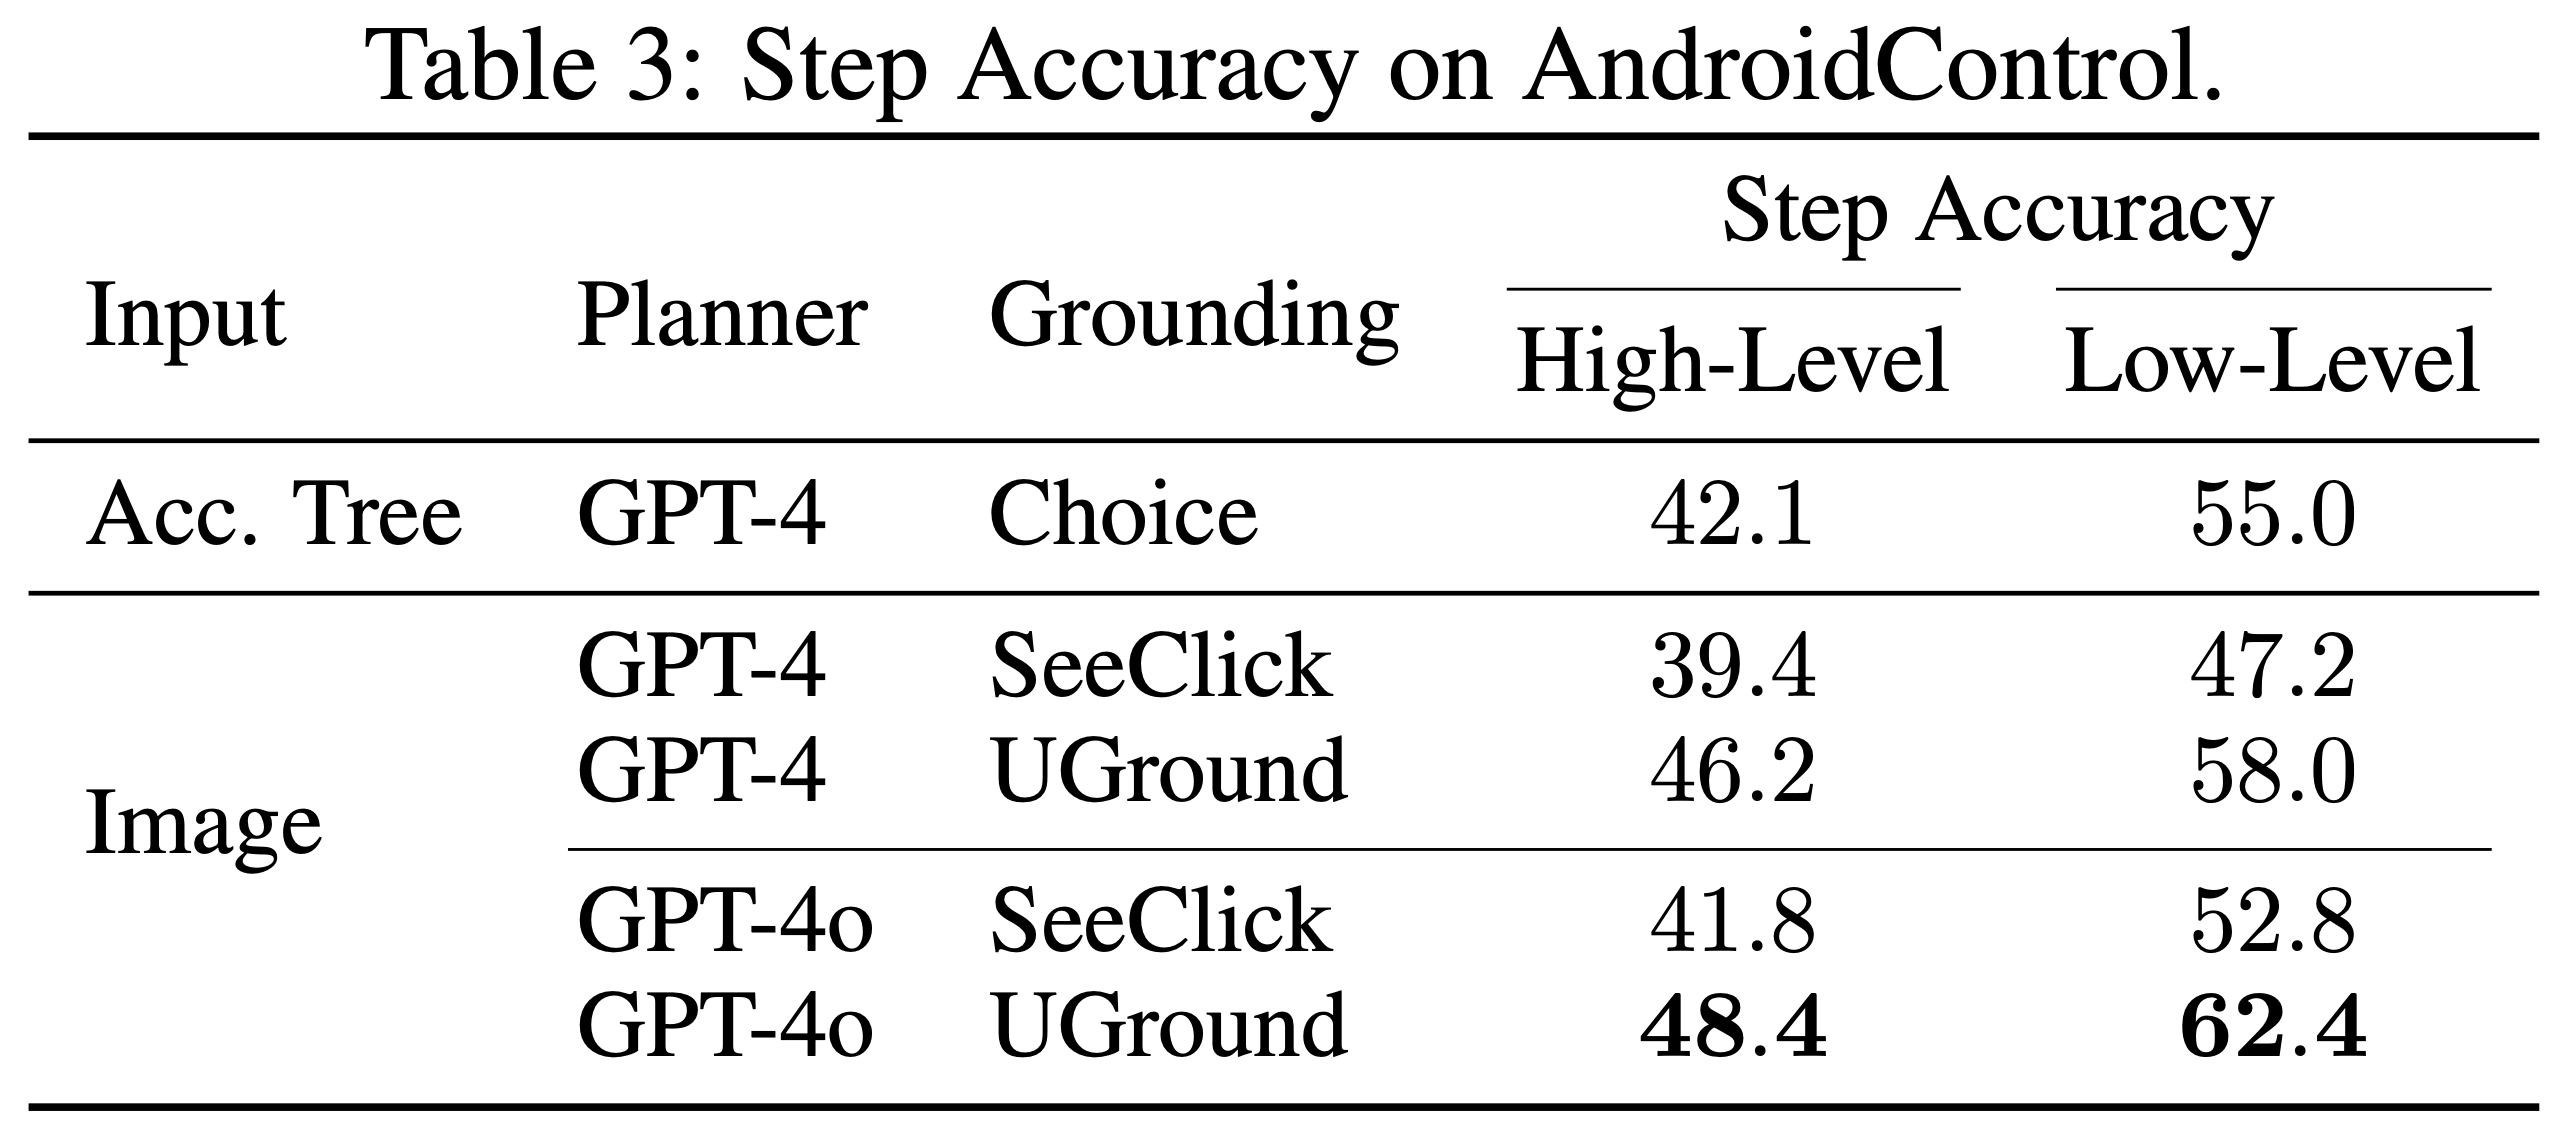 Table 3: Step Accuracy on AndroidControl.
Input Planner Grounding Step Accuracy
High-Level Low-Level
Acc. Tree GPT-4 Choice 42.1 55.0
Image
GPT-4 SeeClick 39.4 47.2
GPT-4 UGround 46.2 58.0
GPT-4o SeeClick 41.8 52.8
GPT-4o UGround 48.4 62.4